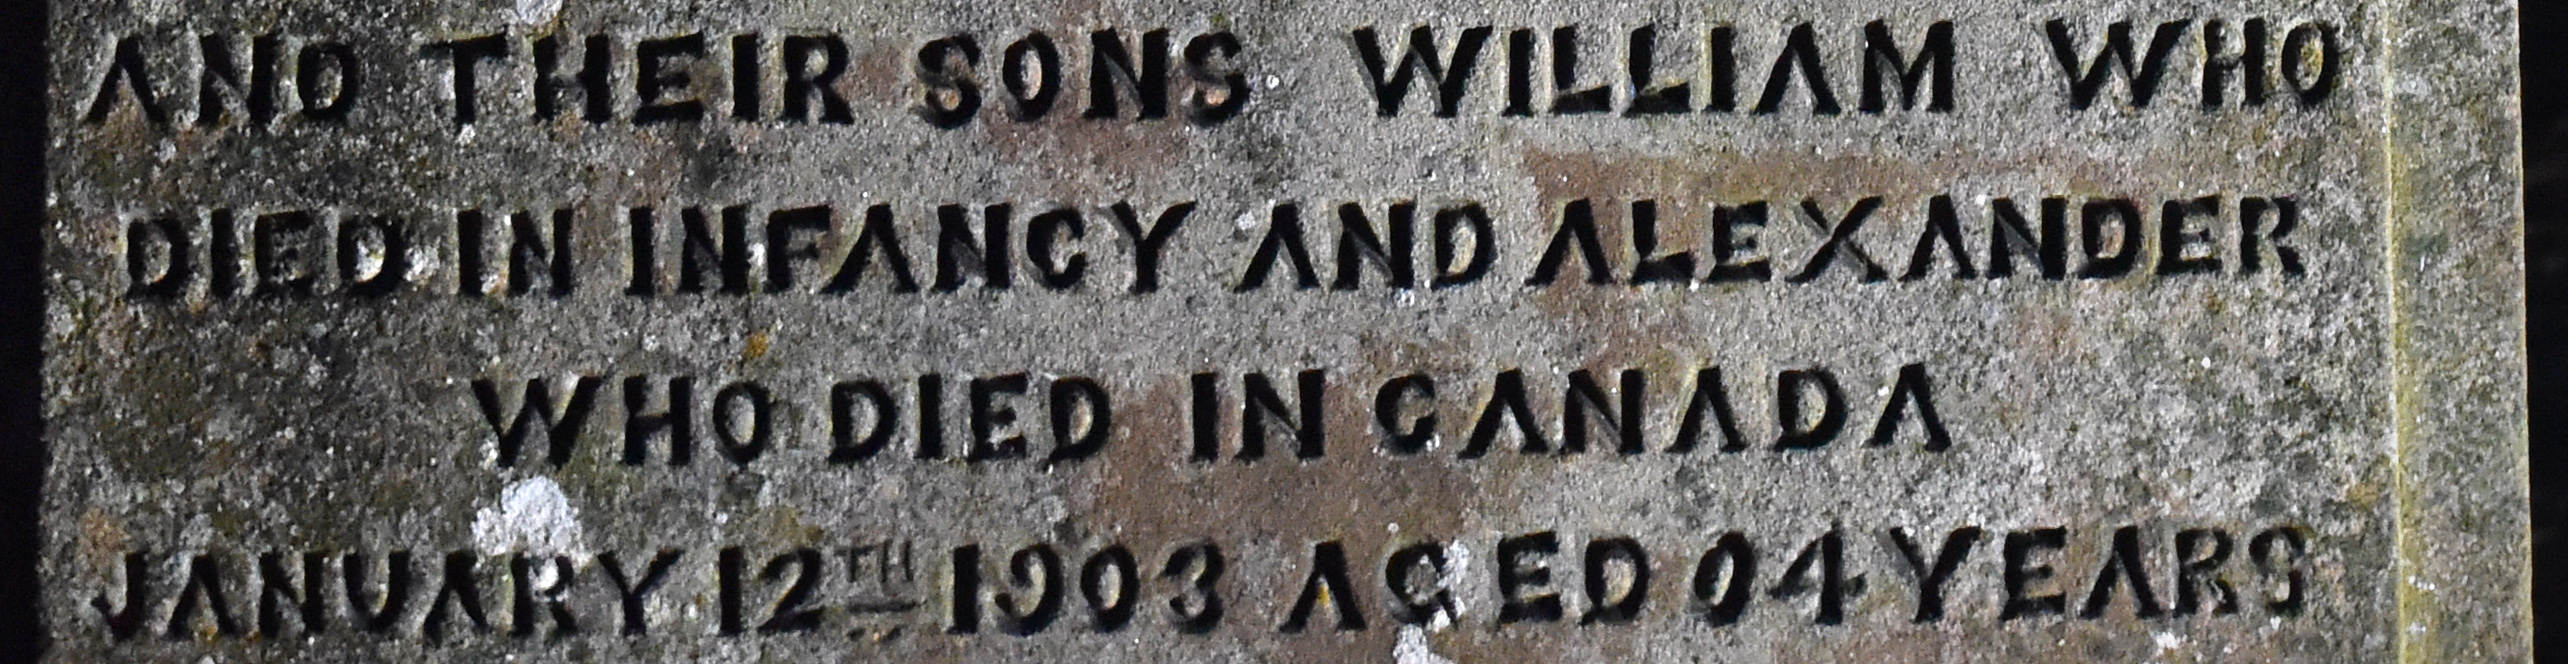 AND THEIR SONS WILLIAM WHO
DIED IN INFANCY AND ALEXANDER
WHO DIED IN CANADA
JANUARY 12TH 1903 AGED 04 YEARS